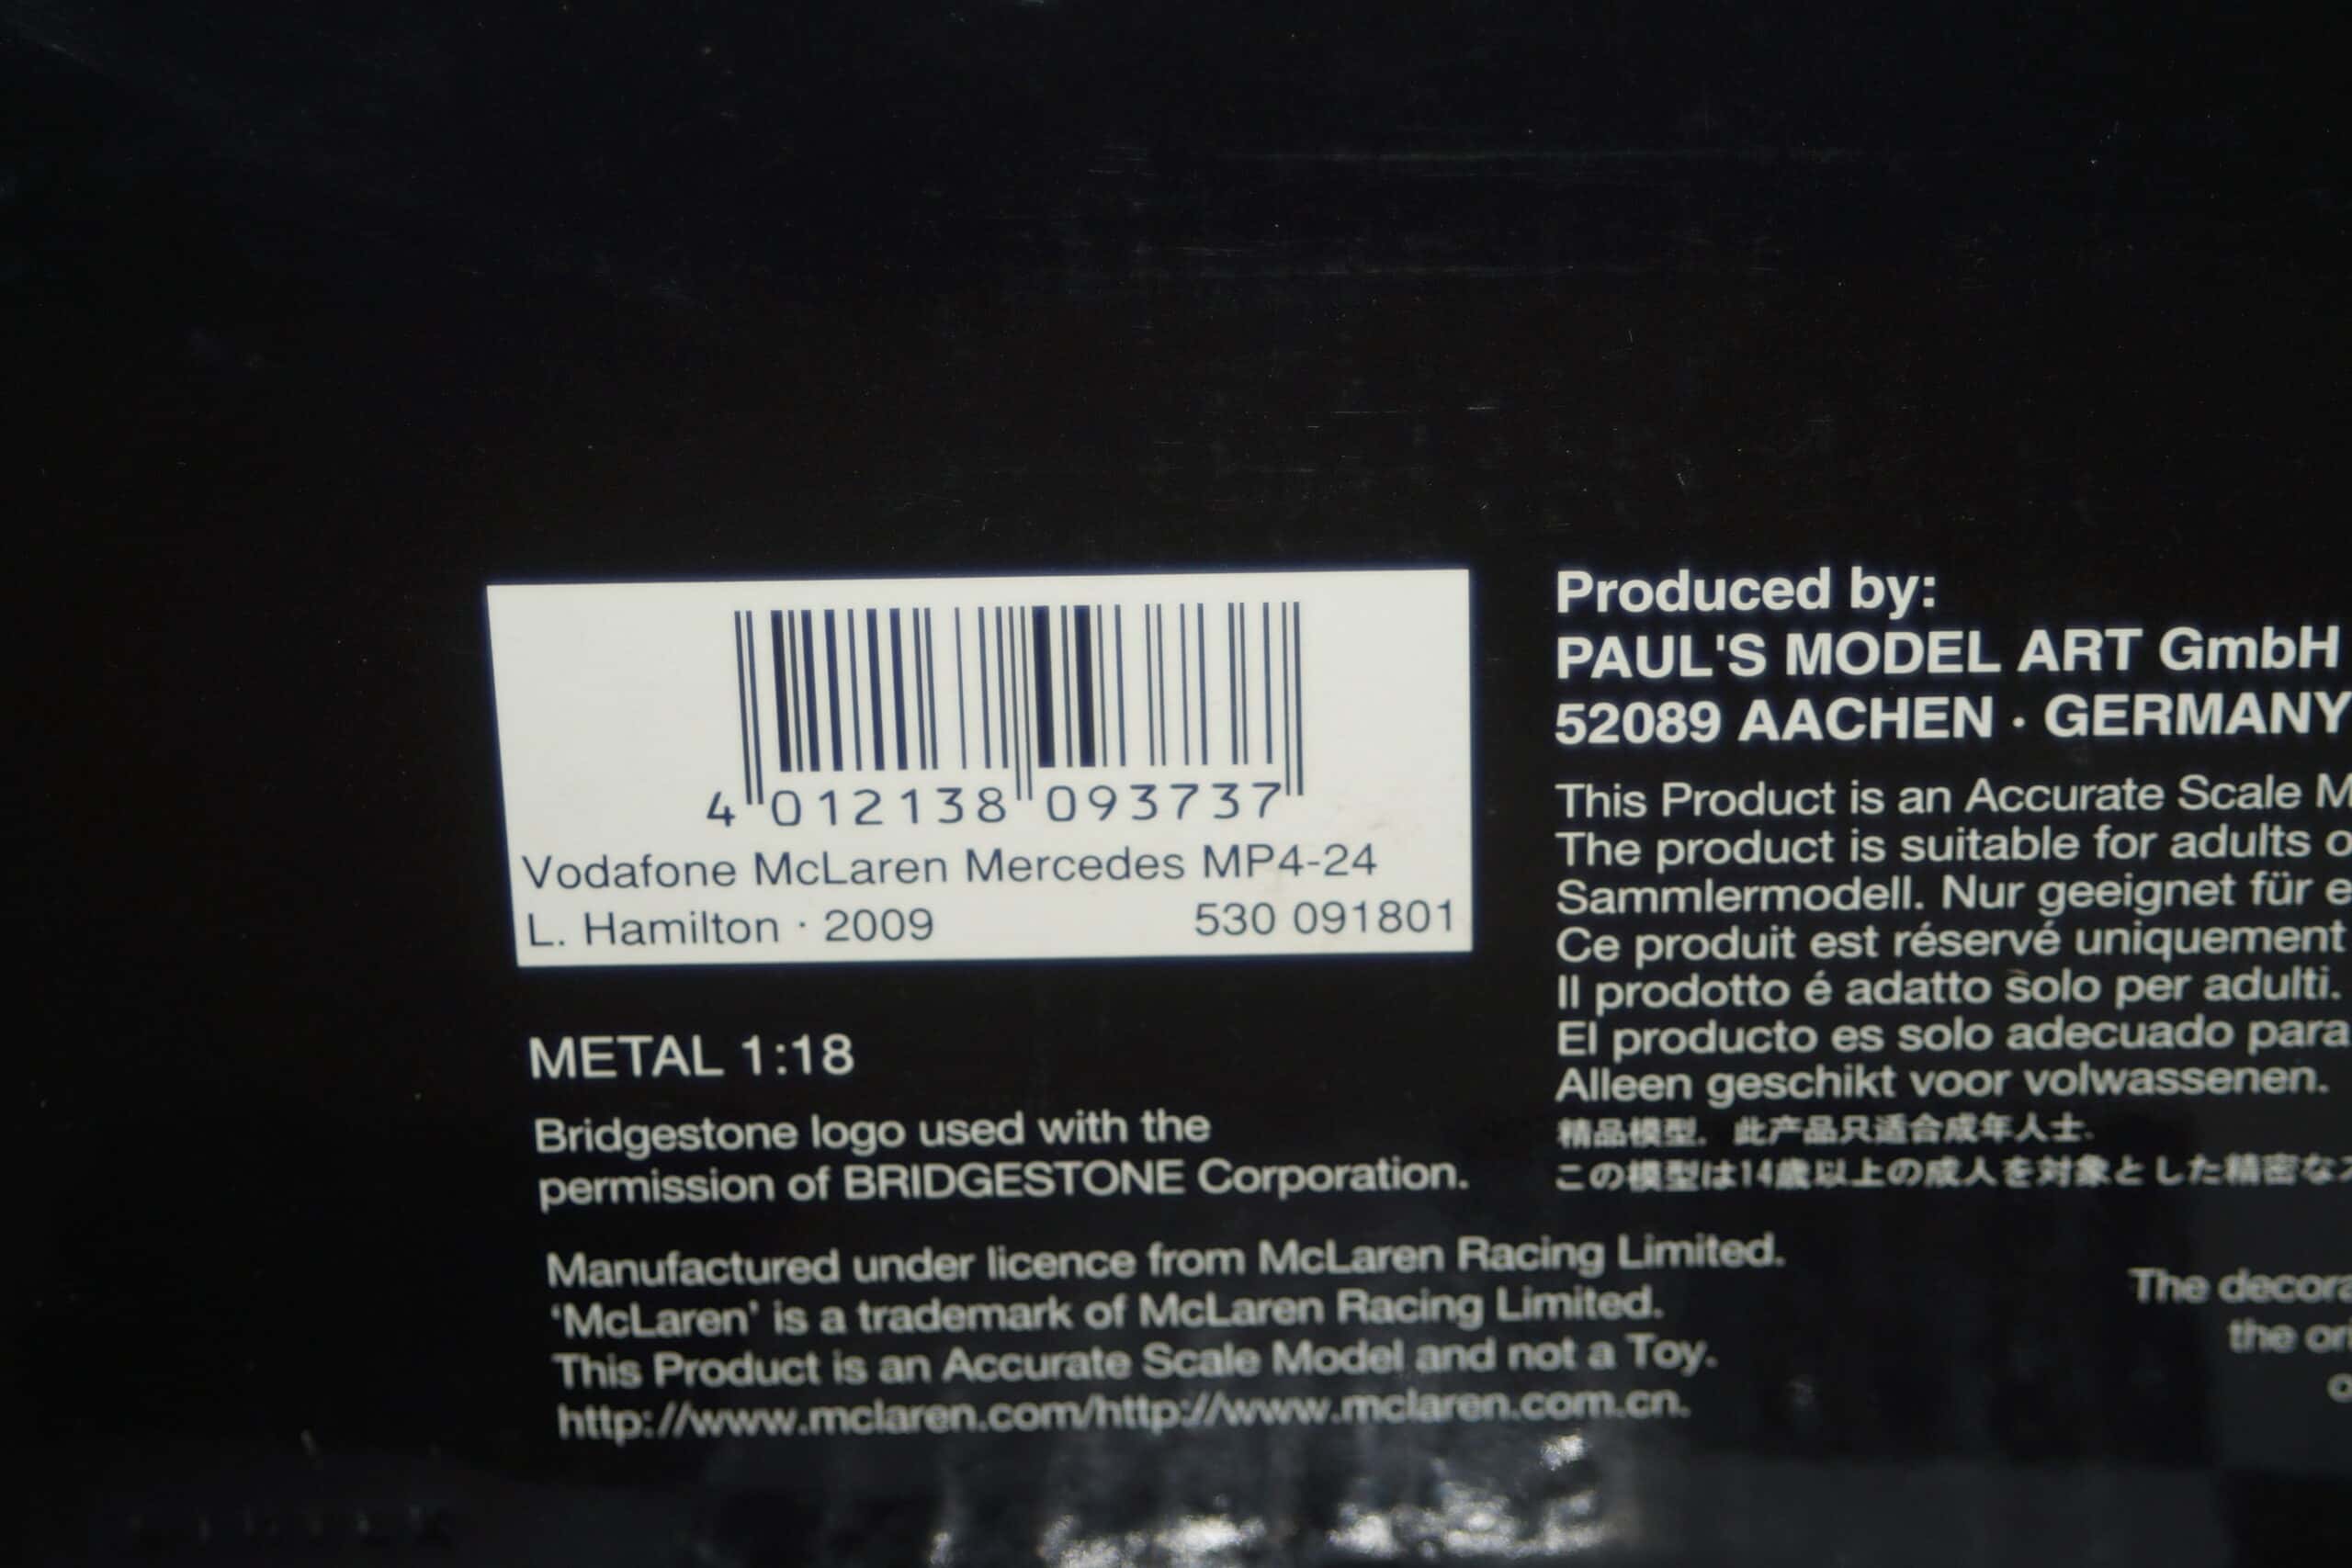 4 012138 093737
Vodafone McLaren Mercedes MP4-24
L. Hamilton · 2009 530 091801
METAL 1:18
Bridgestone logo used with the
permission of BRIDGESTONE Corporation.
Manufactured under licence from McLaren Racing Limited.
‘McLaren’ is a trademark of McLaren Racing Limited.
This Product is an Accurate Scale Model and not a Toy.
http://www.mclaren.com/http://www.mclaren.com.cn.
Produced by:
PAUL'S MODEL ART GmbH
52089 AACHEN · GERMANY
This Product is an Accurate Scale
The product is suitable for adults
Sammlermodell. Nur geeignet für
Ce produit est réservé uniquement
Il prodotto é adatto solo per adulti.
El producto es solo adecuado para
Alleen geschikt voor volwassenen.
精品模型. 此产品只适合成年人士.
この模型は14歳以上の成人を対象とした精密な
The
the